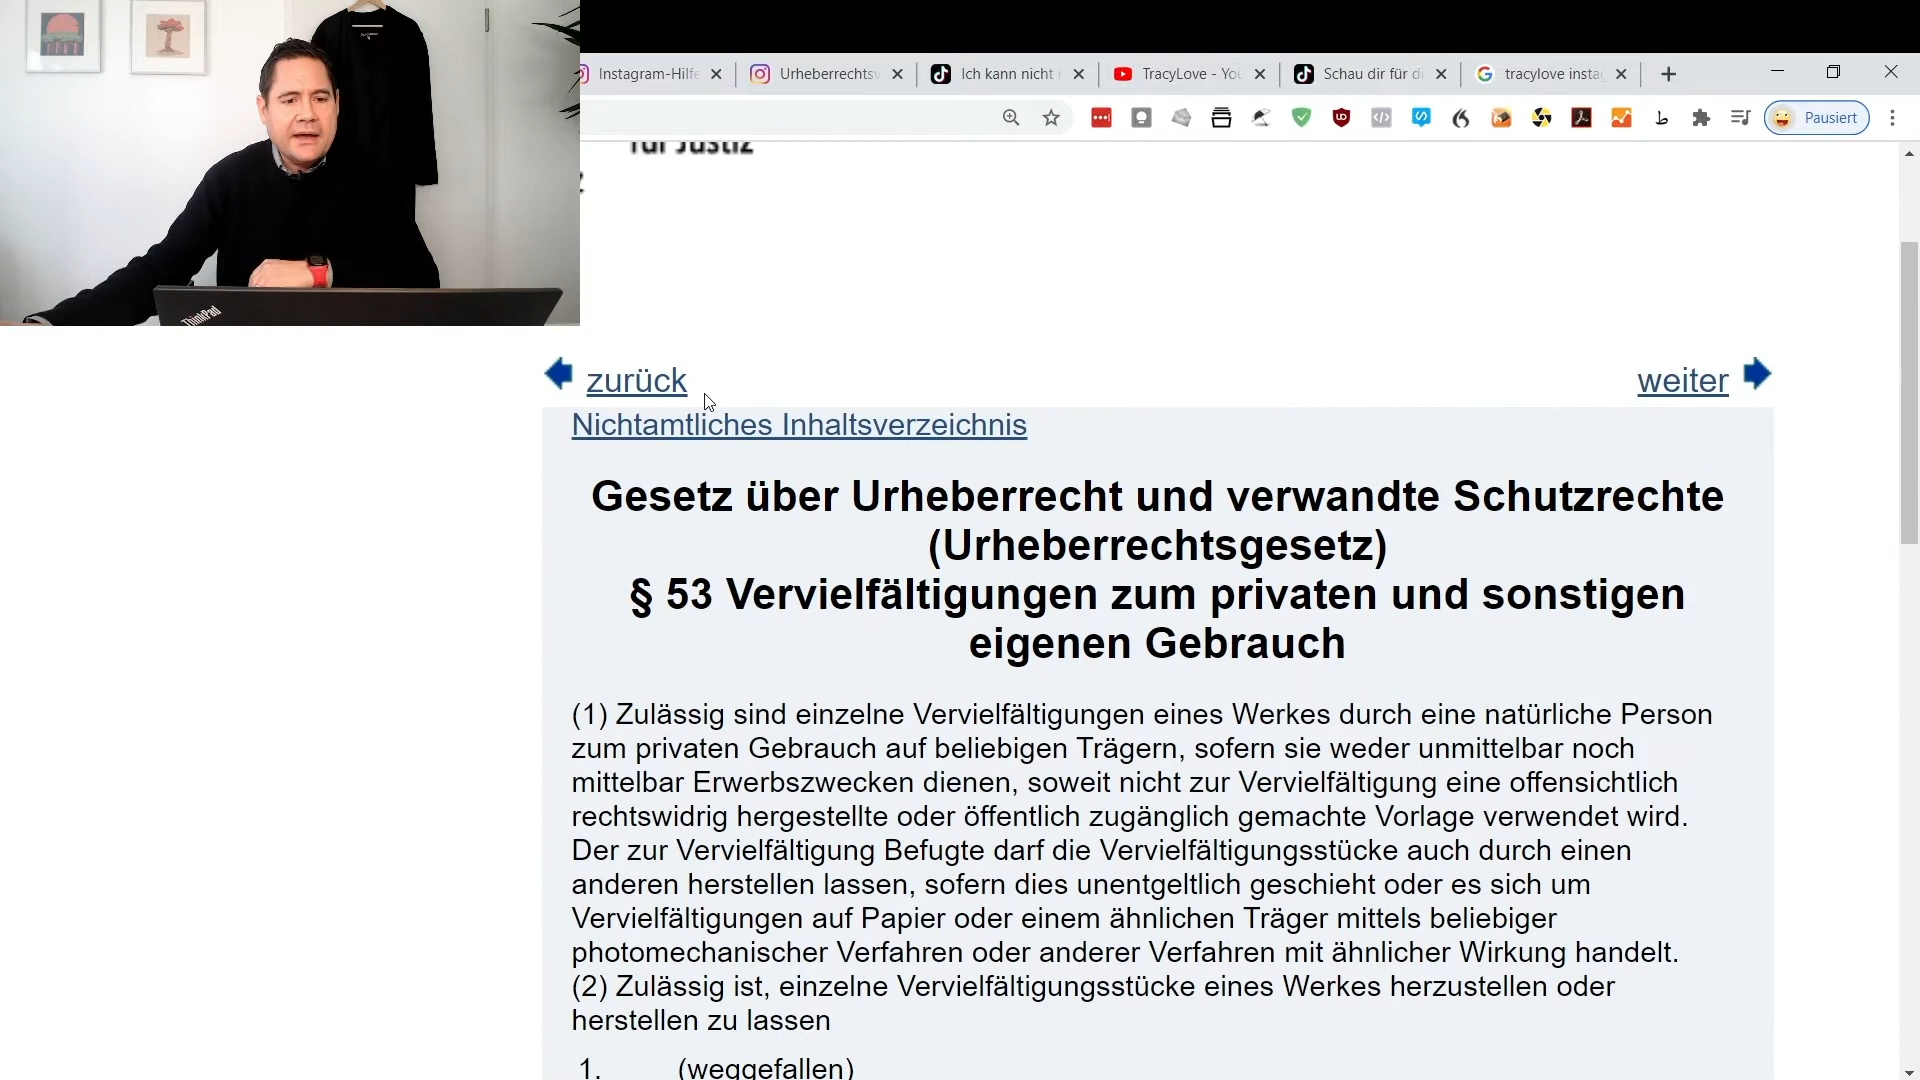 Instagram-Hilfe
Urheberrechtsv
Ich kann nicht
TracyLove - You
Schau dir für di
tracylove insta
Pausiert
für Justiz
ThinkPad
zurück
weiter
Nichtamtliches Inhaltsverzeichnis
Gesetz über Urheberrecht und verwandte Schutzrechte
(Urheberrechtsgesetz)
§ 53 Vervielfältigungen zum privaten und sonstigen
eigenen Gebrauch
(1) Zulässig sind einzelne Vervielfältigungen eines Werkes durch eine natürliche Person
zum privaten Gebrauch auf beliebigen Trägern, sofern sie weder unmittelbar noch
mittelbar Erwerbszwecken dienen, soweit nicht zur Vervielfältigung eine offensichtlich
rechtswidrig hergestellte oder öffentlich zugänglich gemachte Vorlage verwendet wird.
Der zur Vervielfältigung Befugte darf die Vervielfältigungsstücke auch durch einen
anderen herstellen lassen, sofern dies unentgeltlich geschieht oder es sich um
Vervielfältigungen auf Papier oder einem ähnlichen Träger mittels beliebiger
photomechanischer Verfahren oder anderer Verfahren mit ähnlicher Wirkung handelt.
(2) Zulässig ist, einzelne Vervielfältigungsstücke eines Werkes herzustellen oder
herstellen zu lassen
1. (weggefallen)